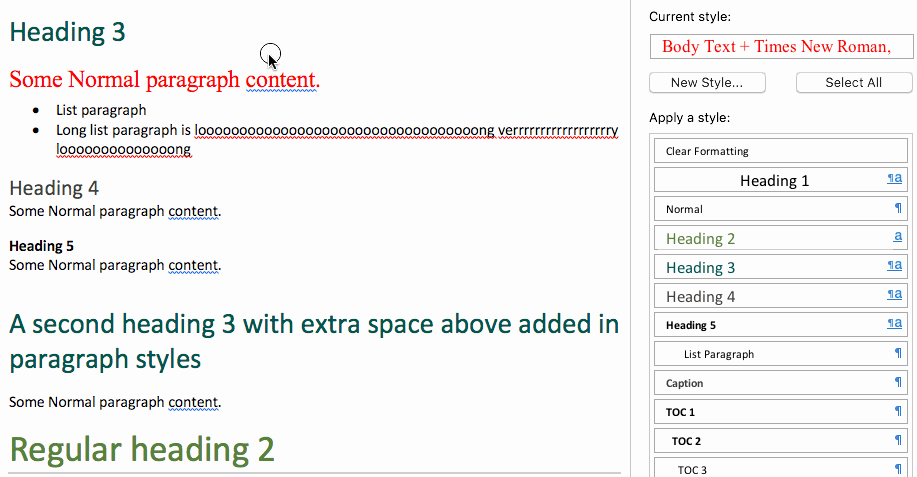 Heading 3
Some Normal paragraph content.
• List paragraph
• Long list paragraph is loooooooooooooooooooooooooooooooooong verrrrrrrrrrrrrrrrrry
loooooooooooooong
Heading 4
Some Normal paragraph content.
Heading 5
Some Normal paragraph content.
A second heading 3 with extra space above added in
paragraph styles
Some Normal paragraph content.
Regular heading 2
Current style:
Body Text + Times New Roman,
New Style... Select All
Apply a style:
Clear Formatting
Heading 1 ¶a
Normal ¶
Heading 2 a
Heading 3 ¶a
Heading 4 ¶a
Heading 5 ¶a
List Paragraph ¶
Caption ¶
TOC 1 ¶
TOC 2 ¶
TOC 3 ¶